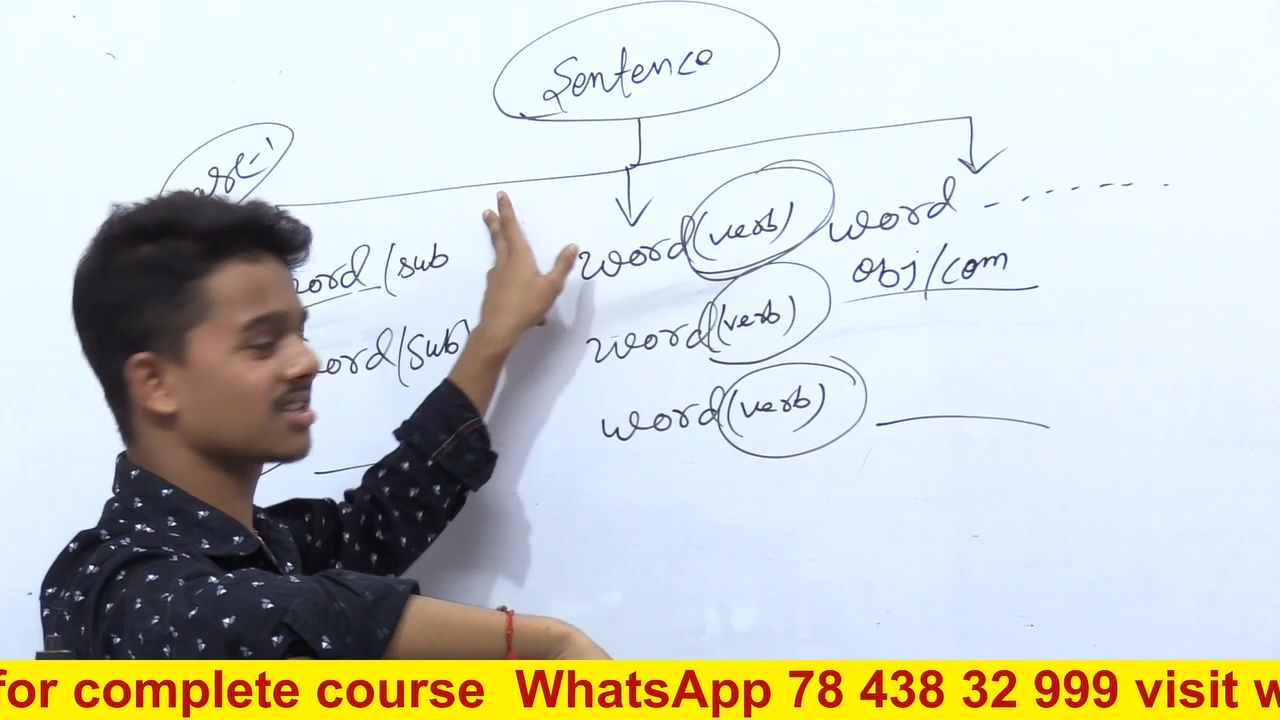 Sentence
word (sub word (verb) word - - - - - -
obj/com
word (sub) word (verb)
word (verb)
for complete course WhatsApp 78 438 32 999 visit